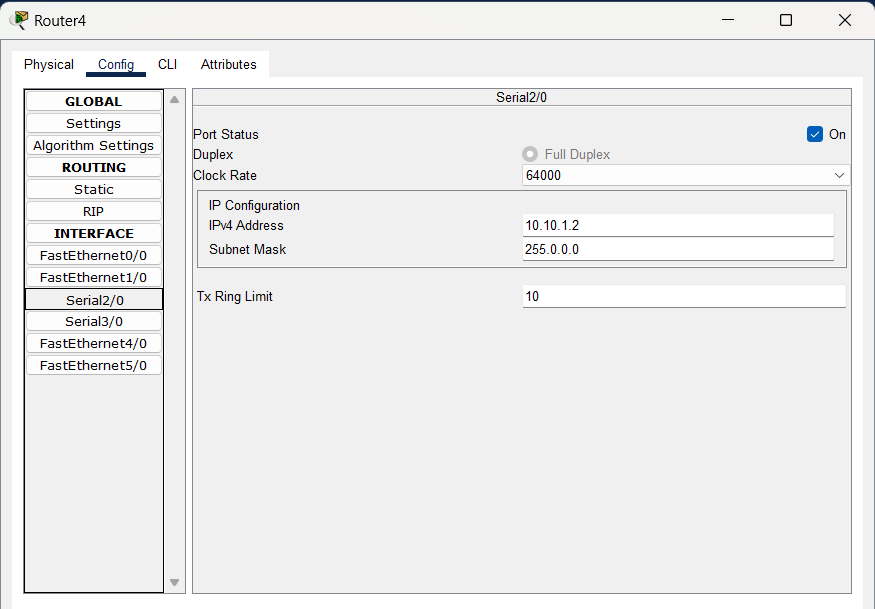 Router4
Physical Config CLI Attributes
GLOBAL
Settings
Algorithm Settings
ROUTING
Static
RIP
INTERFACE
FastEthernet0/0
FastEthernet1/0
Serial2/0
Serial3/0
FastEthernet4/0
FastEthernet5/0
Serial2/0
Port Status On
Duplex Full Duplex
Clock Rate 64000
IP Configuration
IPv4 Address 10.10.1.2
Subnet Mask 255.0.0.0
Tx Ring Limit 10